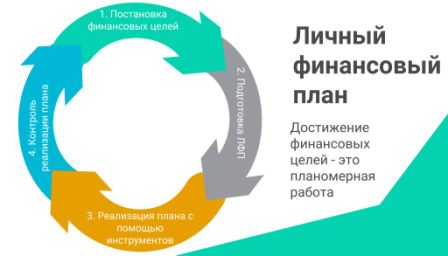 1. Постановка
финансовых целей
2. Подготовка ЛФП
3. Реализация плана с
помощью
инструментов
4. Контроль
реализации плана
Личный
финансовый
план
Достижение
финансовых
целей - это
планомерная
работа